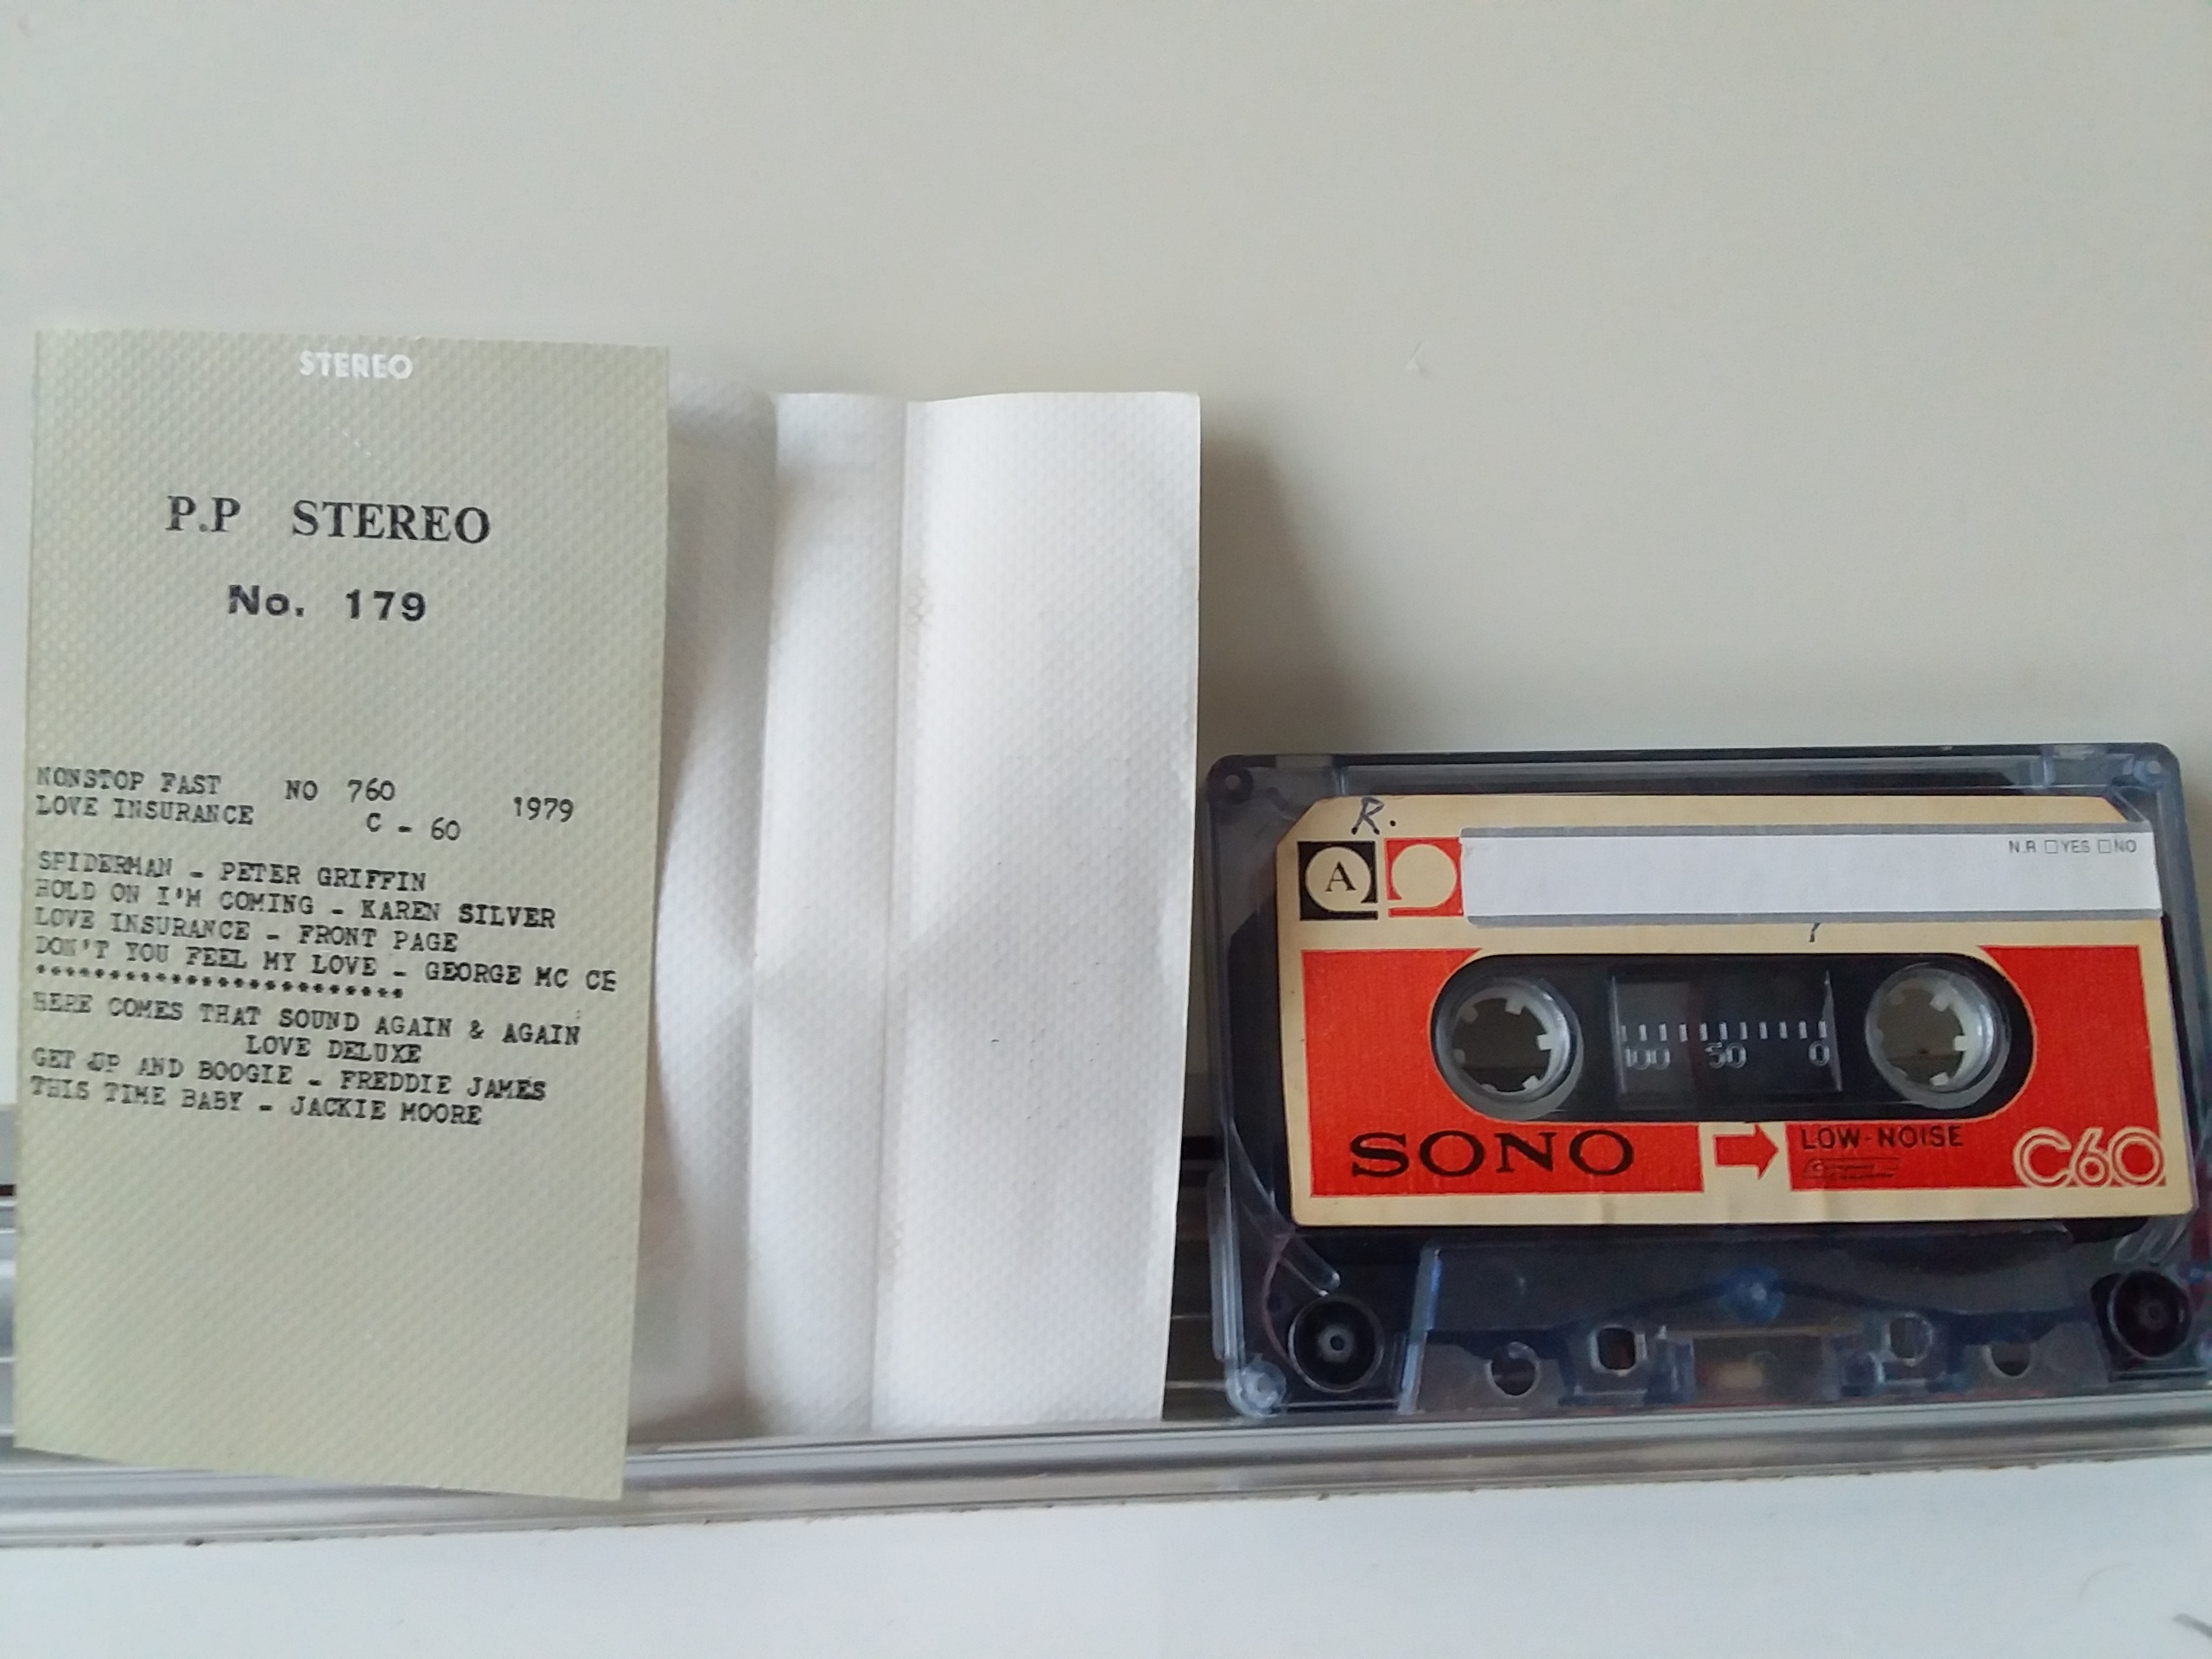 STEREO
P.P STEREO
No. 179
NONSTOP FAST NO 760 1979
LOVE INSURANCE C - 60
SPIDERMAN - PETER GRIFFIN
HOLD ON I'M COMING - KAREN SILVER
LOVE INSURANCE - FRONT PAGE
DON'T YOU FEEL MY LOVE - GEORGE MC CE
**********************
HERE COMES THAT SOUND AGAIN & AGAIN
LOVE DELUXE
GET UP AND BOOGIE - FREDDIE JAMES
THIS TIME BABY - JACKIE MOORE
R.
A
N.R □YES □NO
100 50 0
SONO LOW-NOISE C60